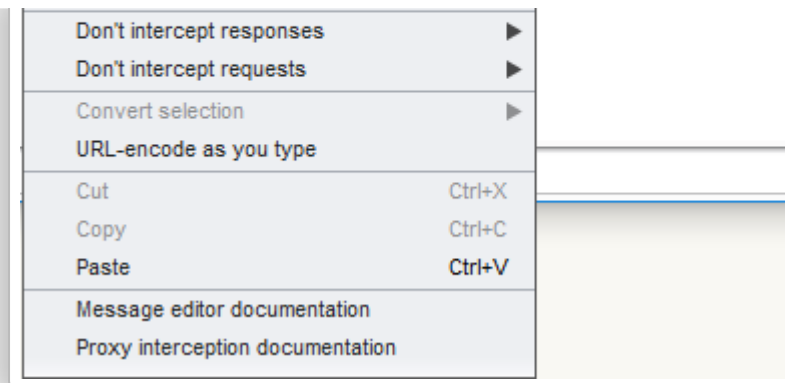 Don't intercept responses
Don't intercept requests
Convert selection
URL-encode as you type
Cut Ctrl+X
Copy Ctrl+C
Paste Ctrl+V
Message editor documentation
Proxy interception documentation